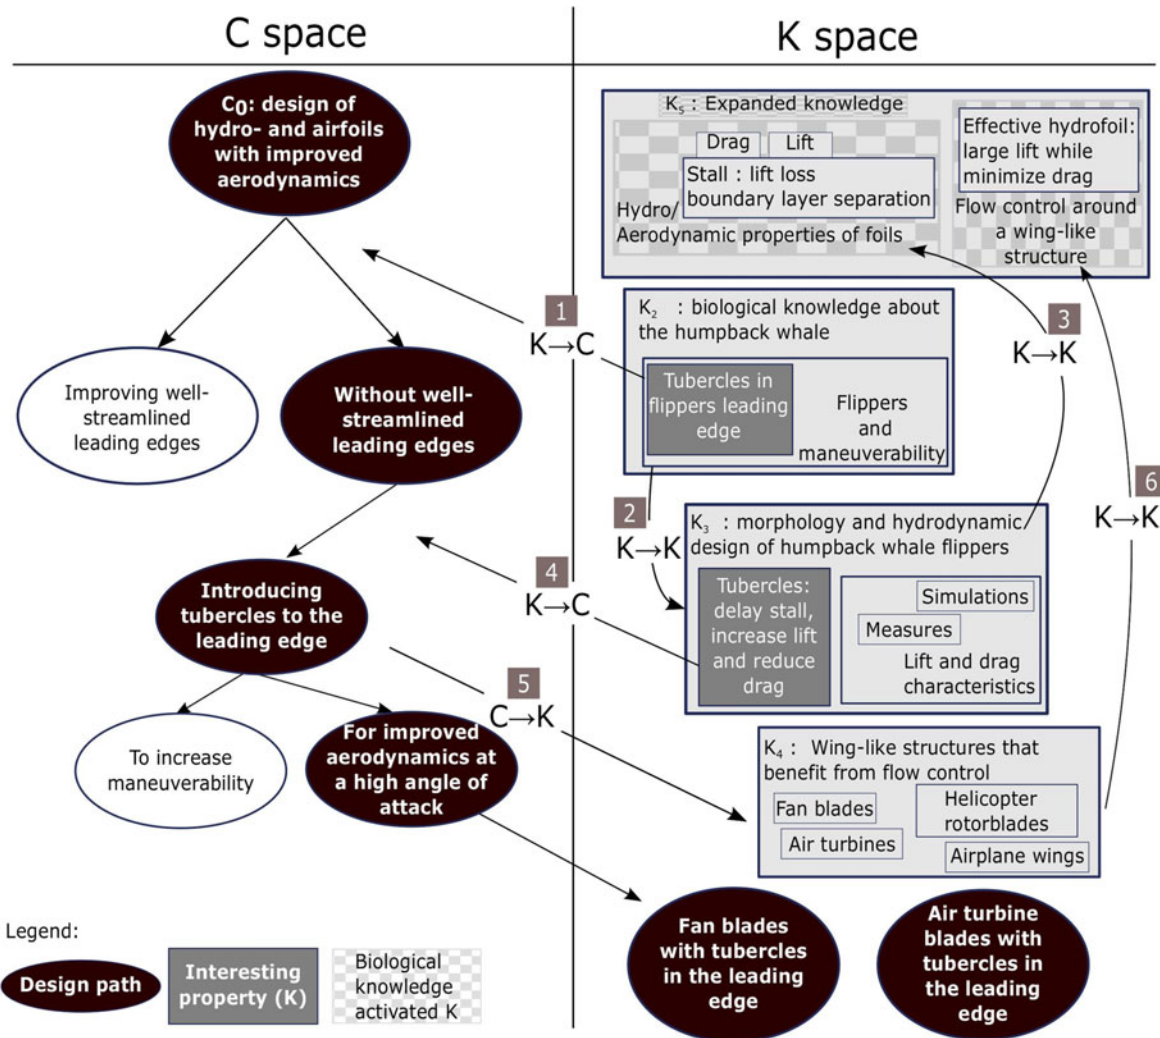 C space
K space
C0: design of
hydro- and airfoils
with improved
aerodynamics
Improving well-
streamlined
leading edges
Without well-
streamlined
leading edges
Introducing
tubercles to the
leading edge
To increase
maneuverability
For improved
aerodynamics at
a high angle of
attack
1
K→C
2
K→K
3
K→K
4
K→C
5
C→K
6
K→K
K5 : Expanded knowledge
Drag
Lift
Stall : lift loss
boundary layer separation
Hydro/
Aerodynamic properties of foils
Effective hydrofoil:
large lift while
minimize drag
Flow control around
a wing-like
structure
K2 : biological knowledge about
the humpback whale
Tubercles in
flippers leading
edge
Flippers
and
maneuverability
K3 : morphology and hydrodynamic
design of humpback whale flippers
Tubercles:
delay stall,
increase lift
and reduce
drag
Simulations
Measures
Lift and drag
characteristics
K4 : Wing-like structures that
benefit from flow control
Fan blades
Helicopter
rotorblades
Air turbines
Airplane wings
Fan blades
with tubercles
in the leading
edge
Air turbine
blades with
tubercles in
the leading
edge
Legend:
Design path
Interesting
property (K)
Biological
knowledge
activated K